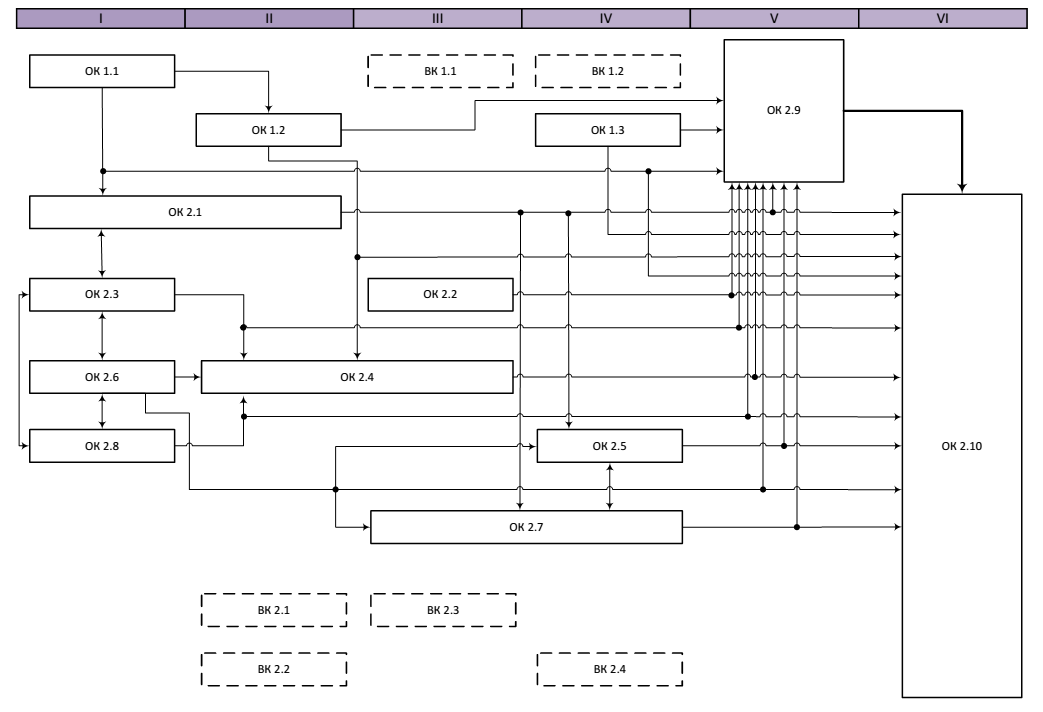 I II III IV V VI
ОК 1.1
ВК 1.1
ВК 1.2
ОК 2.9
ОК 1.2
ОК 1.3
ОК 2.1
ОК 2.3
ОК 2.2
ОК 2.6
ОК 2.4
ОК 2.8
ОК 2.5
ОК 2.10
ОК 2.7
ВК 2.1
ВК 2.3
ВК 2.2
ВК 2.4